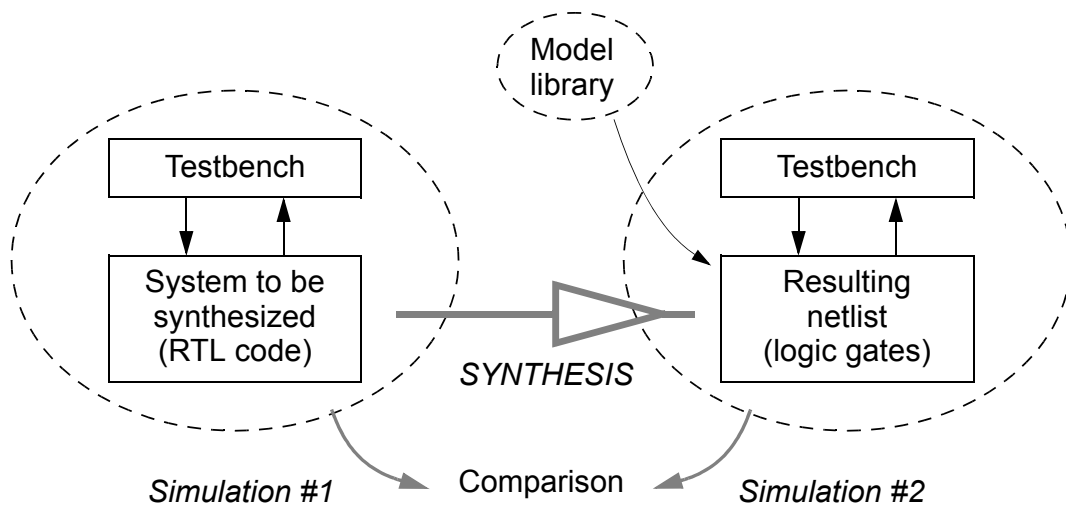 Model
library
Testbench
Testbench
System to be
synthesized
(RTL code)
Resulting
netlist
(logic gates)
SYNTHESIS
Comparison
Simulation #1
Simulation #2